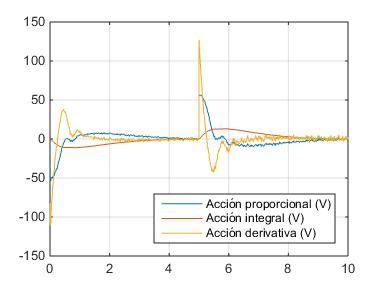 150
100
50
0
-50
-100
-150
Acción proporcional (V)
Acción integral (V)
Acción derivativa (V)
0 2 4 6 8 10